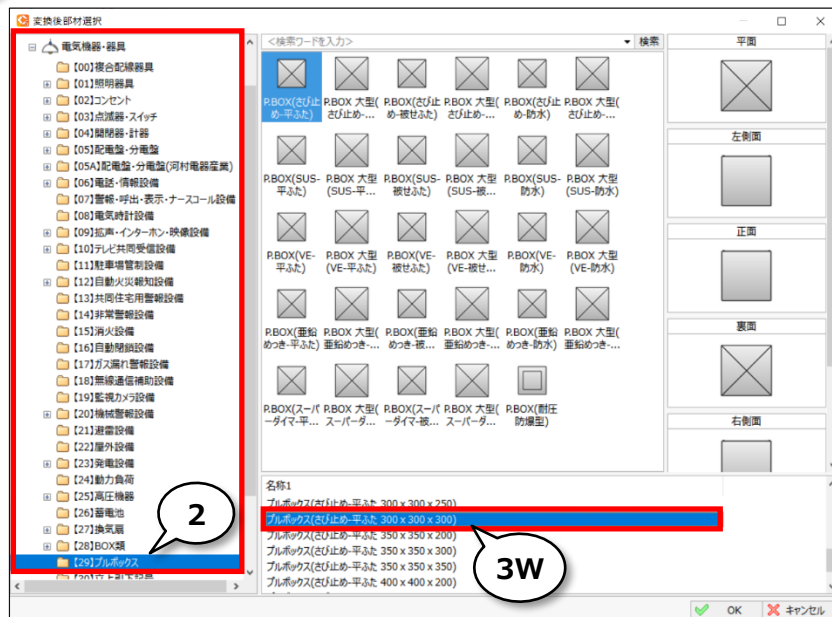 変換後部材選択
電気機器・器具
【00】複合配線器具
【01】照明器具
【02】コンセント
【03】点滅器・スイッチ
【04】開閉器・計器
【05】配電盤・分電盤
【05A】配電盤・分電盤(河村電器産業)
【06】電話・情報設備
【07】警報・呼出・表示・ナースコール設備
【08】電気時計設備
【09】拡声・インターホン・映像設備
【10】テレビ共同受信設備
【11】駐車場管制設備
【12】自動火災報知設備
【13】共同住宅用警報設備
【14】非常警報設備
【15】消火設備
【16】自動閉鎖設備
【17】ガス漏れ警報設備
【18】無線通信補助設備
【19】監視カメラ設備
【20】機械警報設備
【21】避雷設備
【22】屋外設備
【23】発電設備
【24】動力負荷
【25】高圧機器
【26】蓄電池
【27】換気扇
【28】BOX類
【29】プルボックス
2
<検索ワードを入力>
検索
P.BOX(さび止
め-平ふた)
P.BOX 大型(
さび止め-...
P.BOX(さび止
め-被せふた)
P.BOX 大型(
さび止め-...
P.BOX(さび止
め-防水)
P.BOX 大型(
さび止め-...
P.BOX(SUS-
平ふた)
P.BOX 大型
(SUS-平...
P.BOX(SUS-
被せふた)
P.BOX 大型
(SUS-被...
P.BOX(SUS-
防水)
P.BOX 大型
(SUS-防水)
P.BOX(VE-
平ふた)
P.BOX 大型
(VE-平ふた)
P.BOX(VE-
被せふた)
P.BOX 大型
(VE-被せ...
P.BOX(VE-
防水)
P.BOX 大型
(VE-防水)
P.BOX(亜鉛
めっき-平ふた)
P.BOX 大型(
亜鉛めっき-...
P.BOX(亜鉛
めっき-被...
P.BOX 大型(
亜鉛めっき-...
P.BOX(亜鉛
めっき-防水)
P.BOX 大型(
亜鉛めっき-...
P.BOX(スーパ
ーダイマ-平...
P.BOX 大型(
スーパーダ...
P.BOX(スーパ
ーダイマ-被...
P.BOX 大型(
スーパーダ...
P.BOX(耐圧
防爆型)
名称1
プルボックス(さび止め-平ふた 300 x 300 x 250)
プルボックス(さび止め-平ふた 300 x 300 x 300)
プルボックス(さび止め-平ふた 350 x 350 x 200)
プルボックス(さび止め-平ふた 350 x 350 x 300)
プルボックス(さび止め-平ふた 350 x 350 x 350)
プルボックス(さび止め-平ふた 400 x 400 x 200)
3W
平面
左側面
正面
裏面
右側面
OK
キャンセル